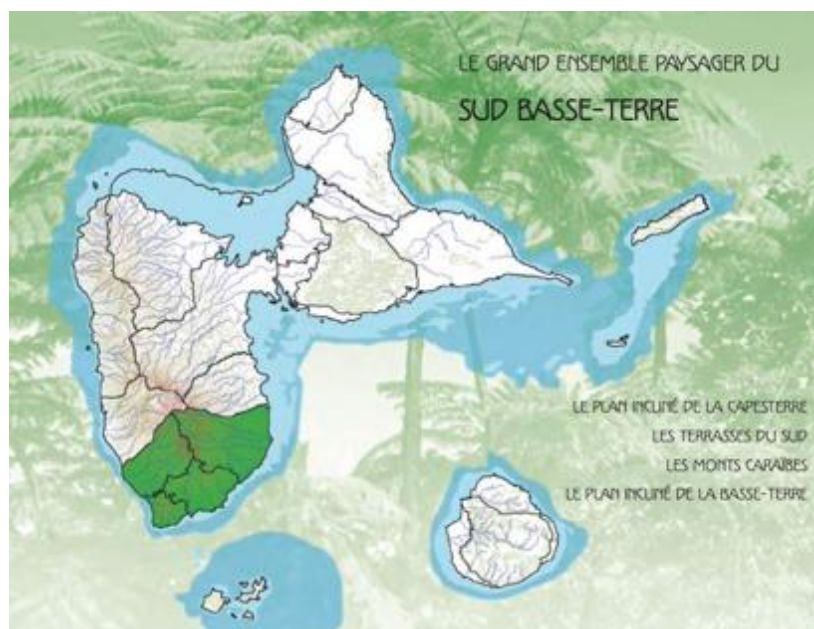 LE GRAND ENSEMBLE PAYSAGER DU
SUD BASSE-TERRE
LE PLAN INCLINÉ DE LA CAPESTERRE
LES TERRASSES DU SUD
LES MONTS CARAÏBES
LE PLAN INCLINÉ DE LA BASSE-TERRE